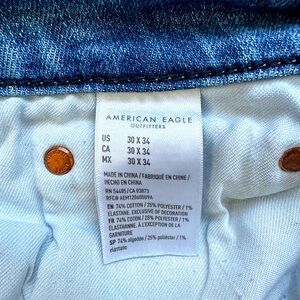 AMERICAN EAGLE
OUTFITTERS
US 30 X 34
CA 30 X 34
MX 30 X 34
MADE IN CHINA / FABRIQUÉ EN CHINE /
HECHO EN CHINA
RN 54485/CA 03873
RFC#
EN 74% COTTON / 25% POLYESTER / 1%
ELASTANE. EXCLUSIVE OF DECORATION
FR 74% COTON / 25% POLYESTER / 1%
ÉLASTHANNE. À L'EXCEPTION DE LA
GARNITURE
SP 74% algodón / 25% poliéster / 1%
elastano